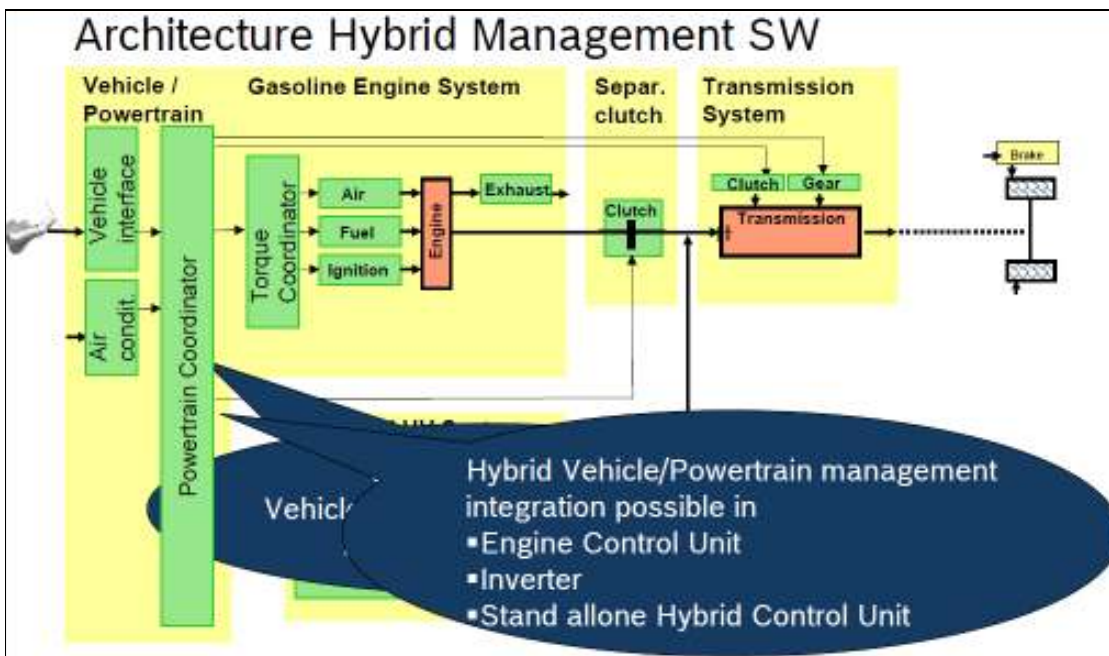 Architecture Hybrid Management SW
Vehicle /
Powertrain
Gasoline Engine System
Separ.
clutch
Transmission
System
Vehicle
interface
Air
condit.
Powertrain Coordinator
Torque
Coordinator
Air
Fuel
Ignition
Engine
Exhaust
Clutch
Clutch
Gear
Transmission
Brake
Vehicle
Hybrid Vehicle/Powertrain management
integration possible in
▪Engine Control Unit
▪Inverter
▪Stand allone Hybrid Control Unit